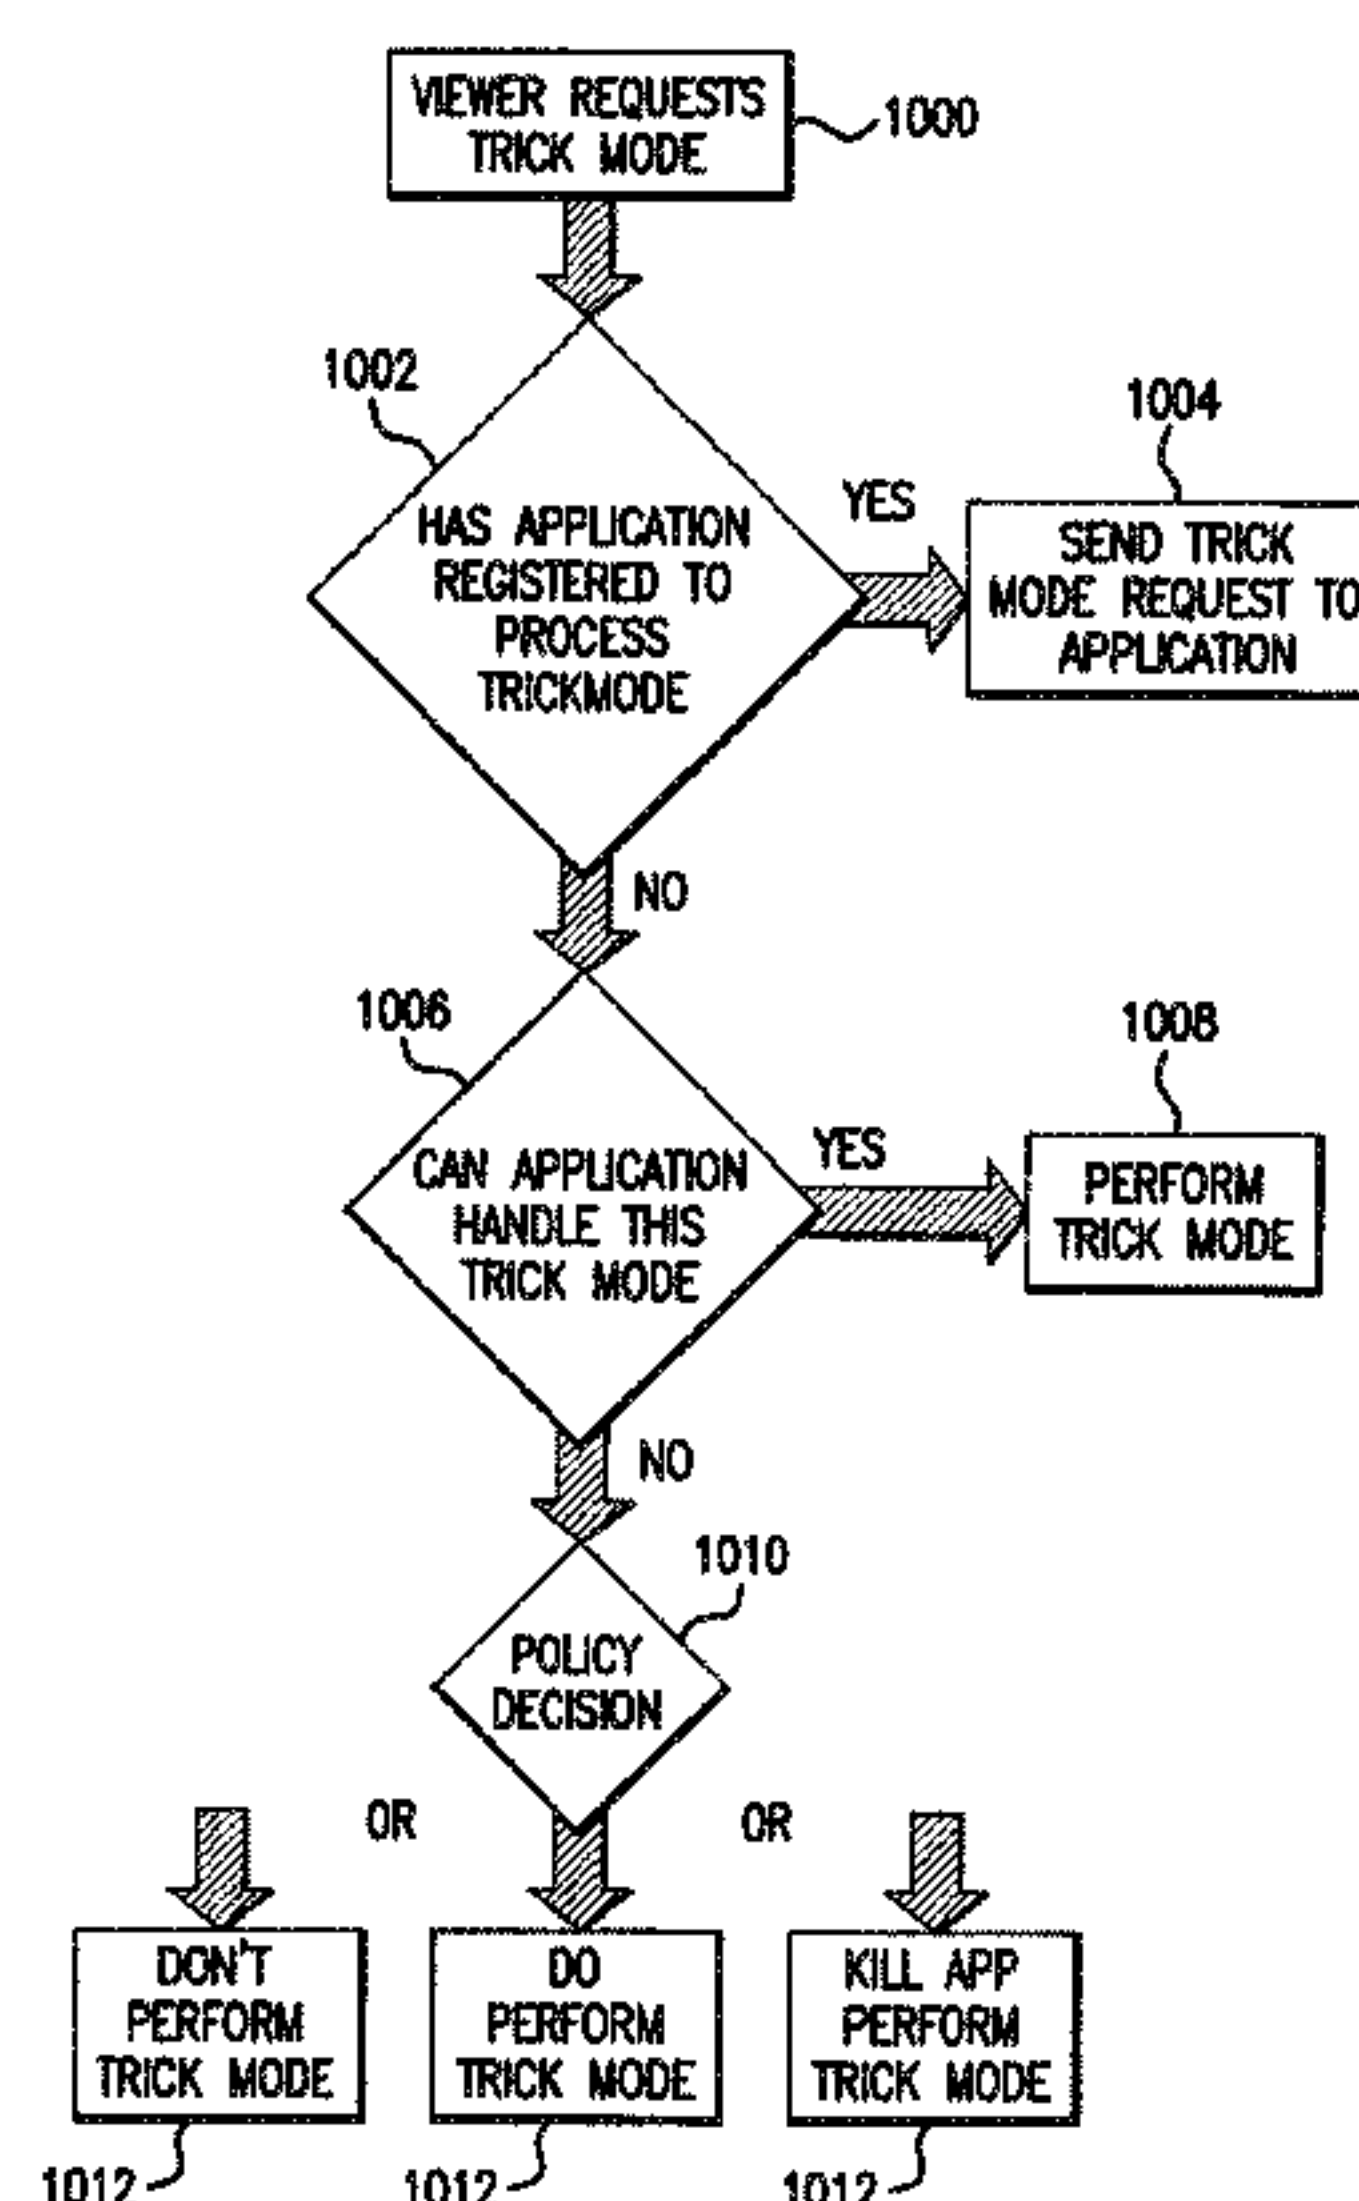 VIEWER REQUESTS
TRICK MODE
1000
1002
HAS APPLICATION
REGISTERED TO
PROCESS
TRICKMODE
YES
1004
SEND TRICK
MODE REQUEST TO
APPLICATION
NO
1006
CAN APPLICATION
HANDLE THIS
TRICK MODE
YES
1008
PERFORM
TRICK MODE
NO
1010
POLICY
DECISION
OR
OR
DON'T
PERFORM
TRICK MODE
1012
DO
PERFORM
TRICK MODE
1012
KILL APP
PERFORM
TRICK MODE
1012